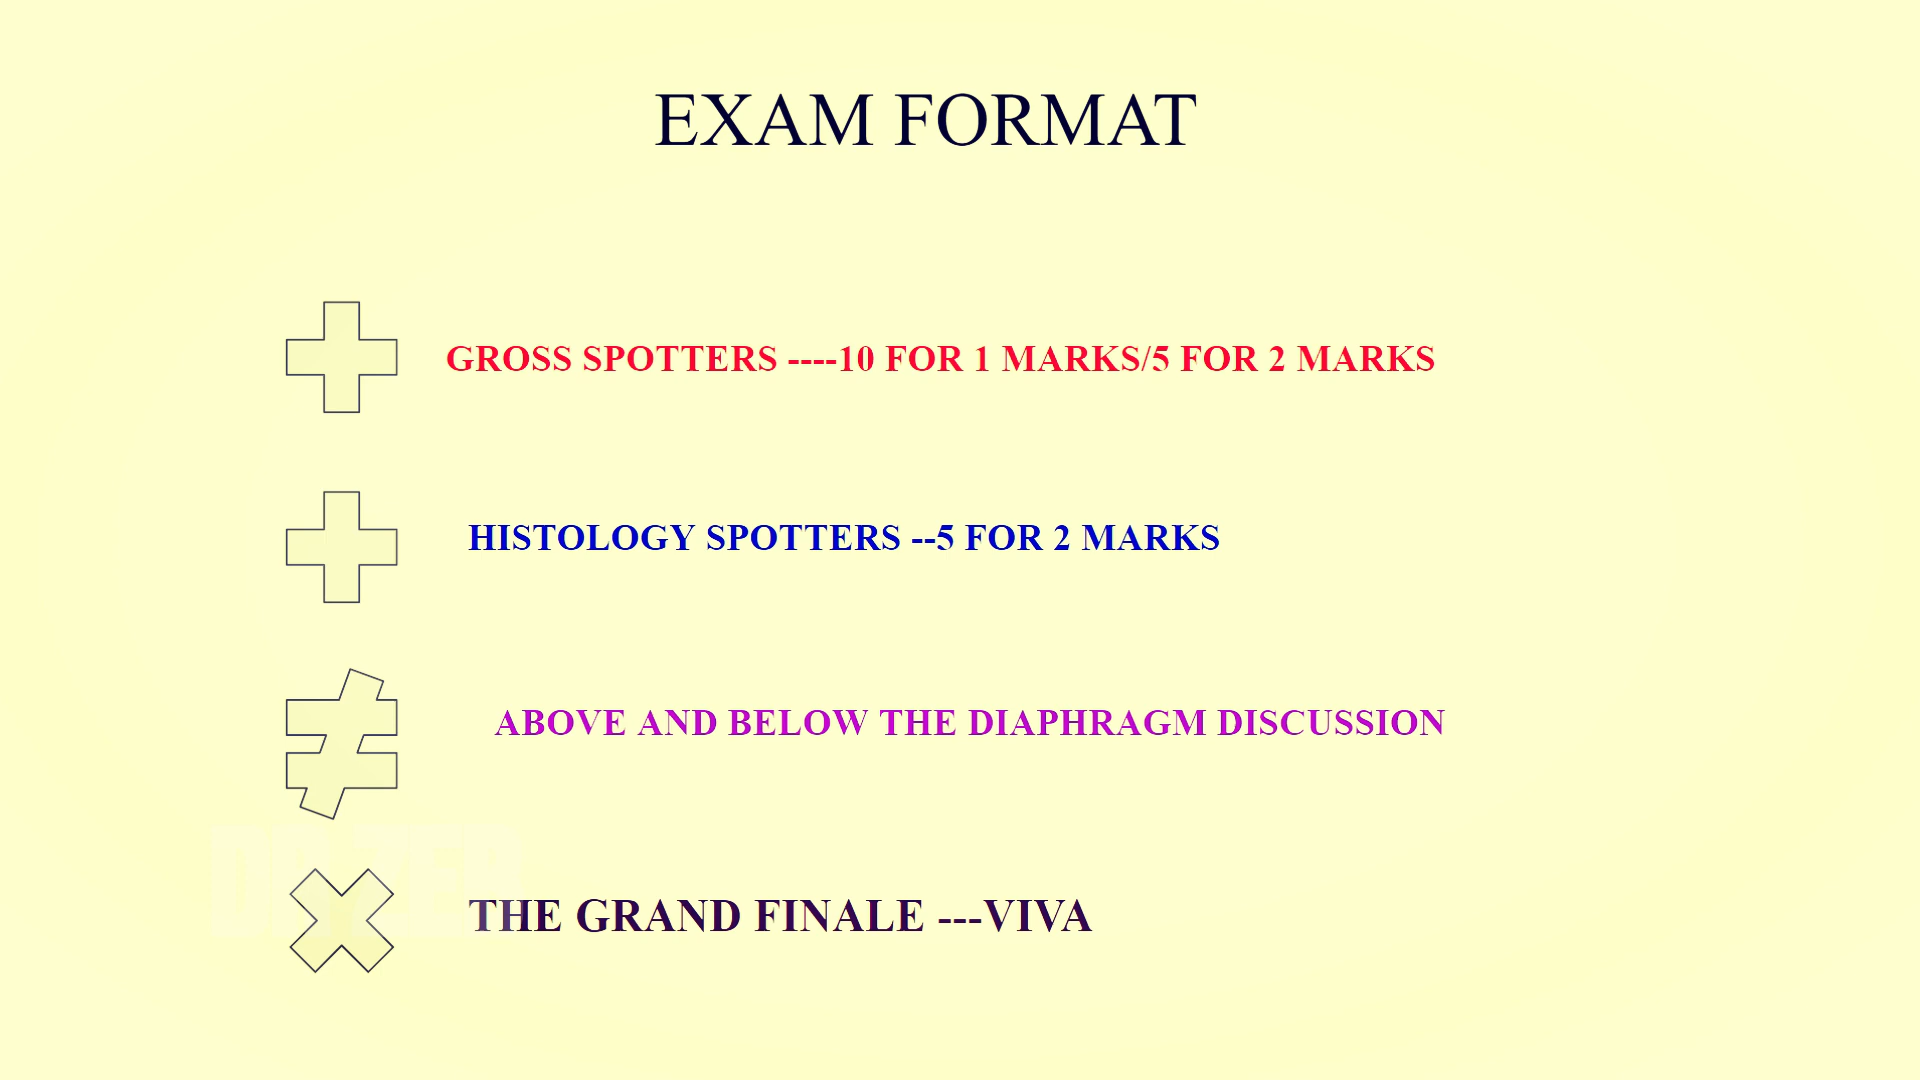 EXAM FORMAT
GROSS SPOTTERS ----10 FOR 1 MARKS/5 FOR 2 MARKS
HISTOLOGY SPOTTERS --5 FOR 2 MARKS
ABOVE AND BELOW THE DIAPHRAGM DISCUSSION
THE GRAND FINALE ---VIVA